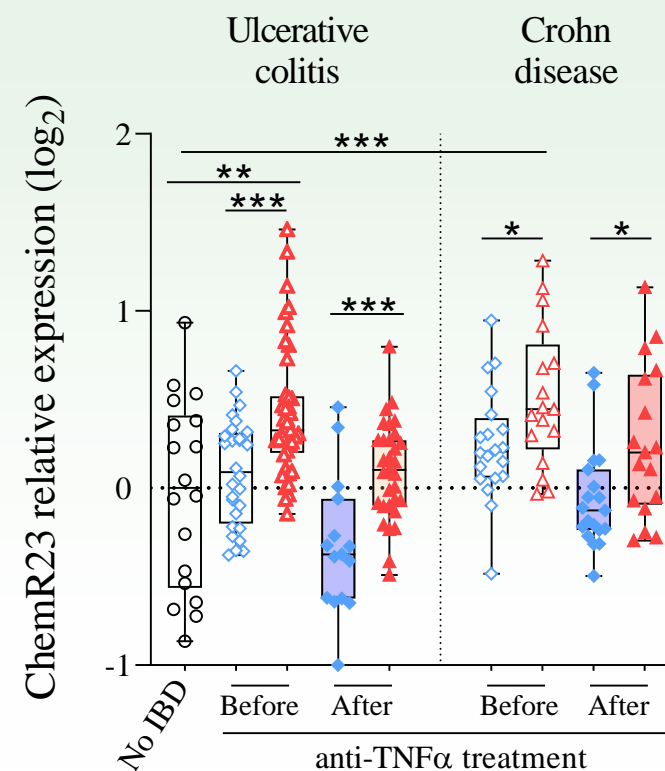 Ulcerative
colitis
Crohn
disease
ChemR23 relative expression (log2)
2
1
0
-1
***
**
***
***
*
*
No IBD
Before
After
Before
After
anti-TNFα treatment